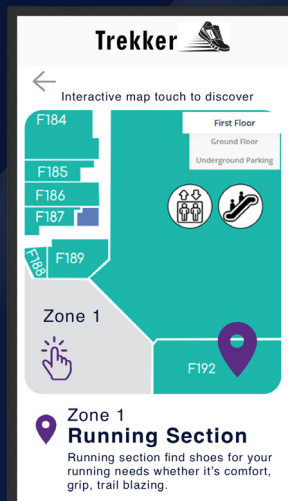 Trekker
Interactive map touch to discover
F184
First Floor
Ground Floor
Underground Parking
F185
F186
F187
F188
F189
Zone 1
F192
Zone 1
Running Section
Running section find shoes for your
running needs whether it's comfort,
grip, trail blazing.